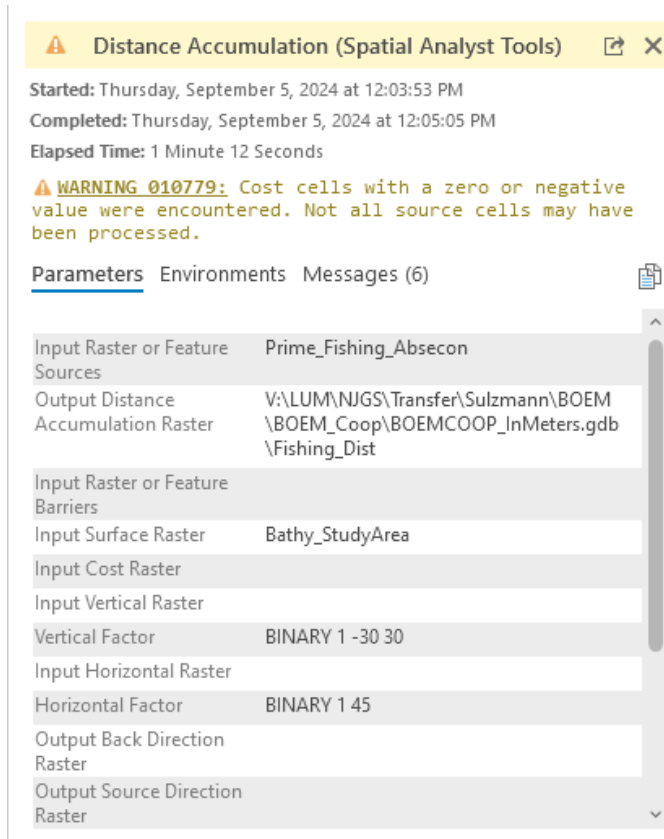 Distance Accumulation (Spatial Analyst Tools)
Started: Thursday, September 5, 2024 at 12:03:53 PM
Completed: Thursday, September 5, 2024 at 12:05:05 PM
Elapsed Time: 1 Minute 12 Seconds
WARNING 010779: Cost cells with a zero or negative
value were encountered. Not all source cells may have
been processed.
Parameters Environments Messages (6)
Input Raster or Feature Prime_Fishing_Absecon
Sources
Output Distance V:\LUM\NJGS\Transfer\Sulzmann\BOEM
Accumulation Raster \BOEM_Coop\BOEMCOOP_InMeters.gdb
\Fishing_Dist
Input Raster or Feature
Barriers
Input Surface Raster Bathy_StudyArea
Input Cost Raster
Input Vertical Raster
Vertical Factor BINARY 1 -30 30
Input Horizontal Raster
Horizontal Factor BINARY 1 45
Output Back Direction
Raster
Output Source Direction
Raster